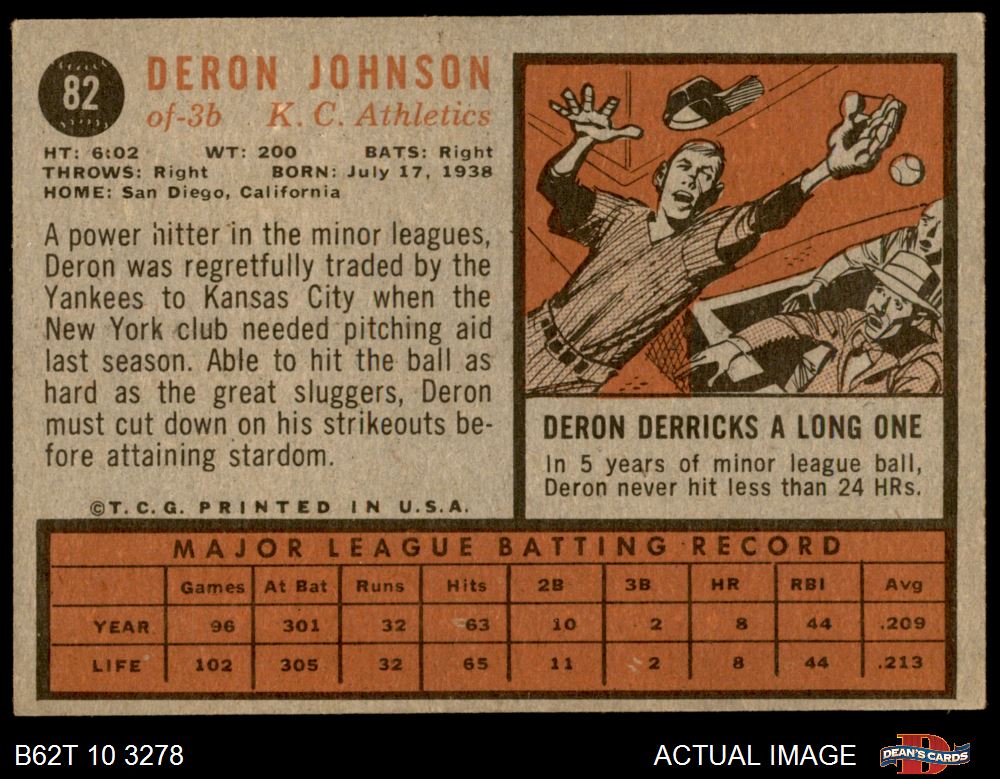 82
DERON JOHNSON
of-3b K. C. Athletics
HT: 6:02 WT: 200 BATS: Right
THROWS: Right BORN: July 17, 1938
HOME: San Diego, California
A power hitter in the minor leagues,
Deron was regretfully traded by the
Yankees to Kansas City when the
New York club needed pitching aid
last season. Able to hit the ball as
hard as the great sluggers, Deron
must cut down on his strikeouts be-
fore attaining stardom.
©T. C. G. PRINTED IN U.S.A.
DERON DERRICKS A LONG ONE
In 5 years of minor league ball,
Deron never hit less than 24 HRs.
MAJOR LEAGUE BATTING RECORD
Games At Bat Runs Hits 2B 3B HR RBI Avg
YEAR 96 301 32 63 10 2 8 44 .209
LIFE 102 305 32 65 11 2 8 44 .213
B62T 10 3278
ACTUAL IMAGE
D
DEAN'S CARDS